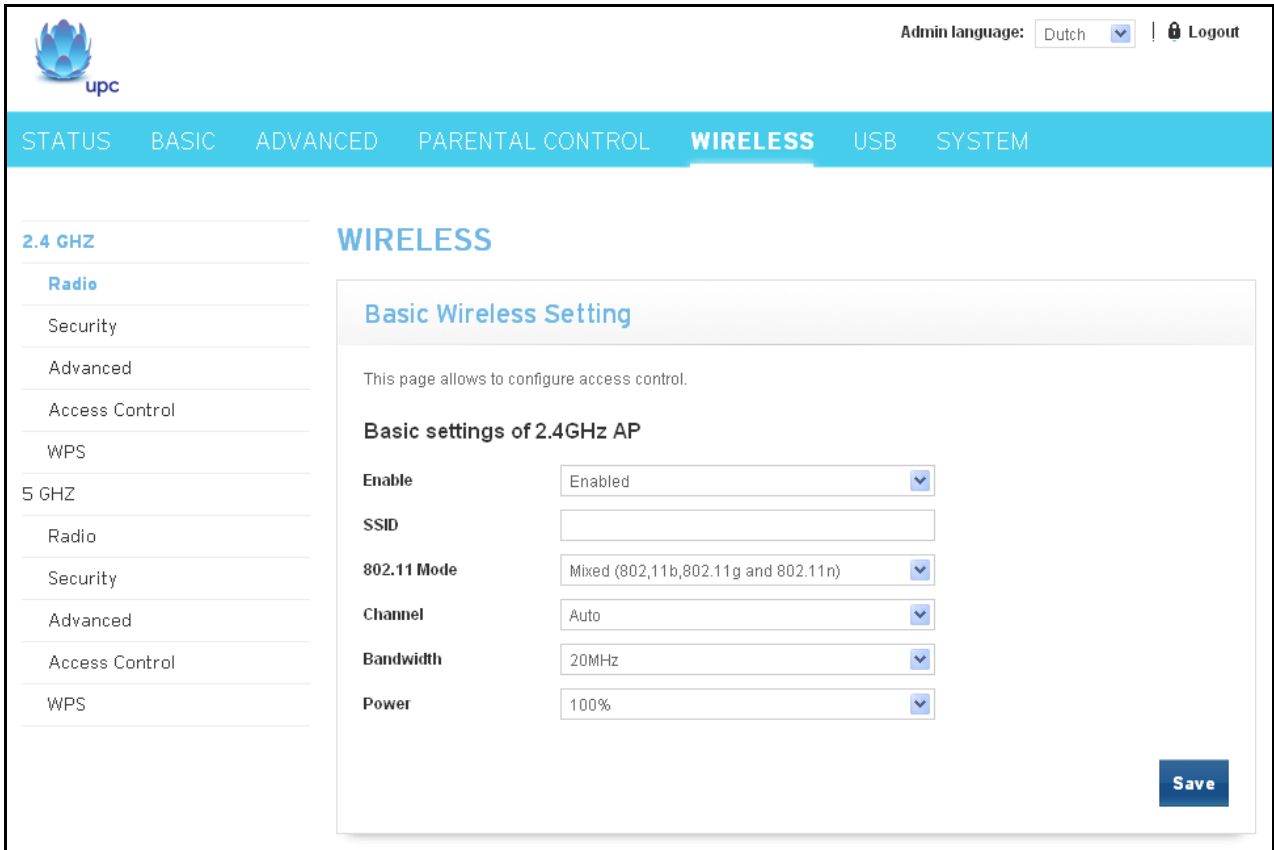 Admin language: Dutch | Logout
upc
STATUS BASIC ADVANCED PARENTAL CONTROL WIRELESS USB SYSTEM
2.4 GHZ
Radio
Security
Advanced
Access Control
WPS
5 GHZ
Radio
Security
Advanced
Access Control
WPS
WIRELESS
Basic Wireless Setting
This page allows to configure access control.
Basic settings of 2.4GHz AP
Enable Enabled
SSID
802.11 Mode Mixed (802,11b,802.11g and 802.11n)
Channel Auto
Bandwidth 20MHz
Power 100%
Save